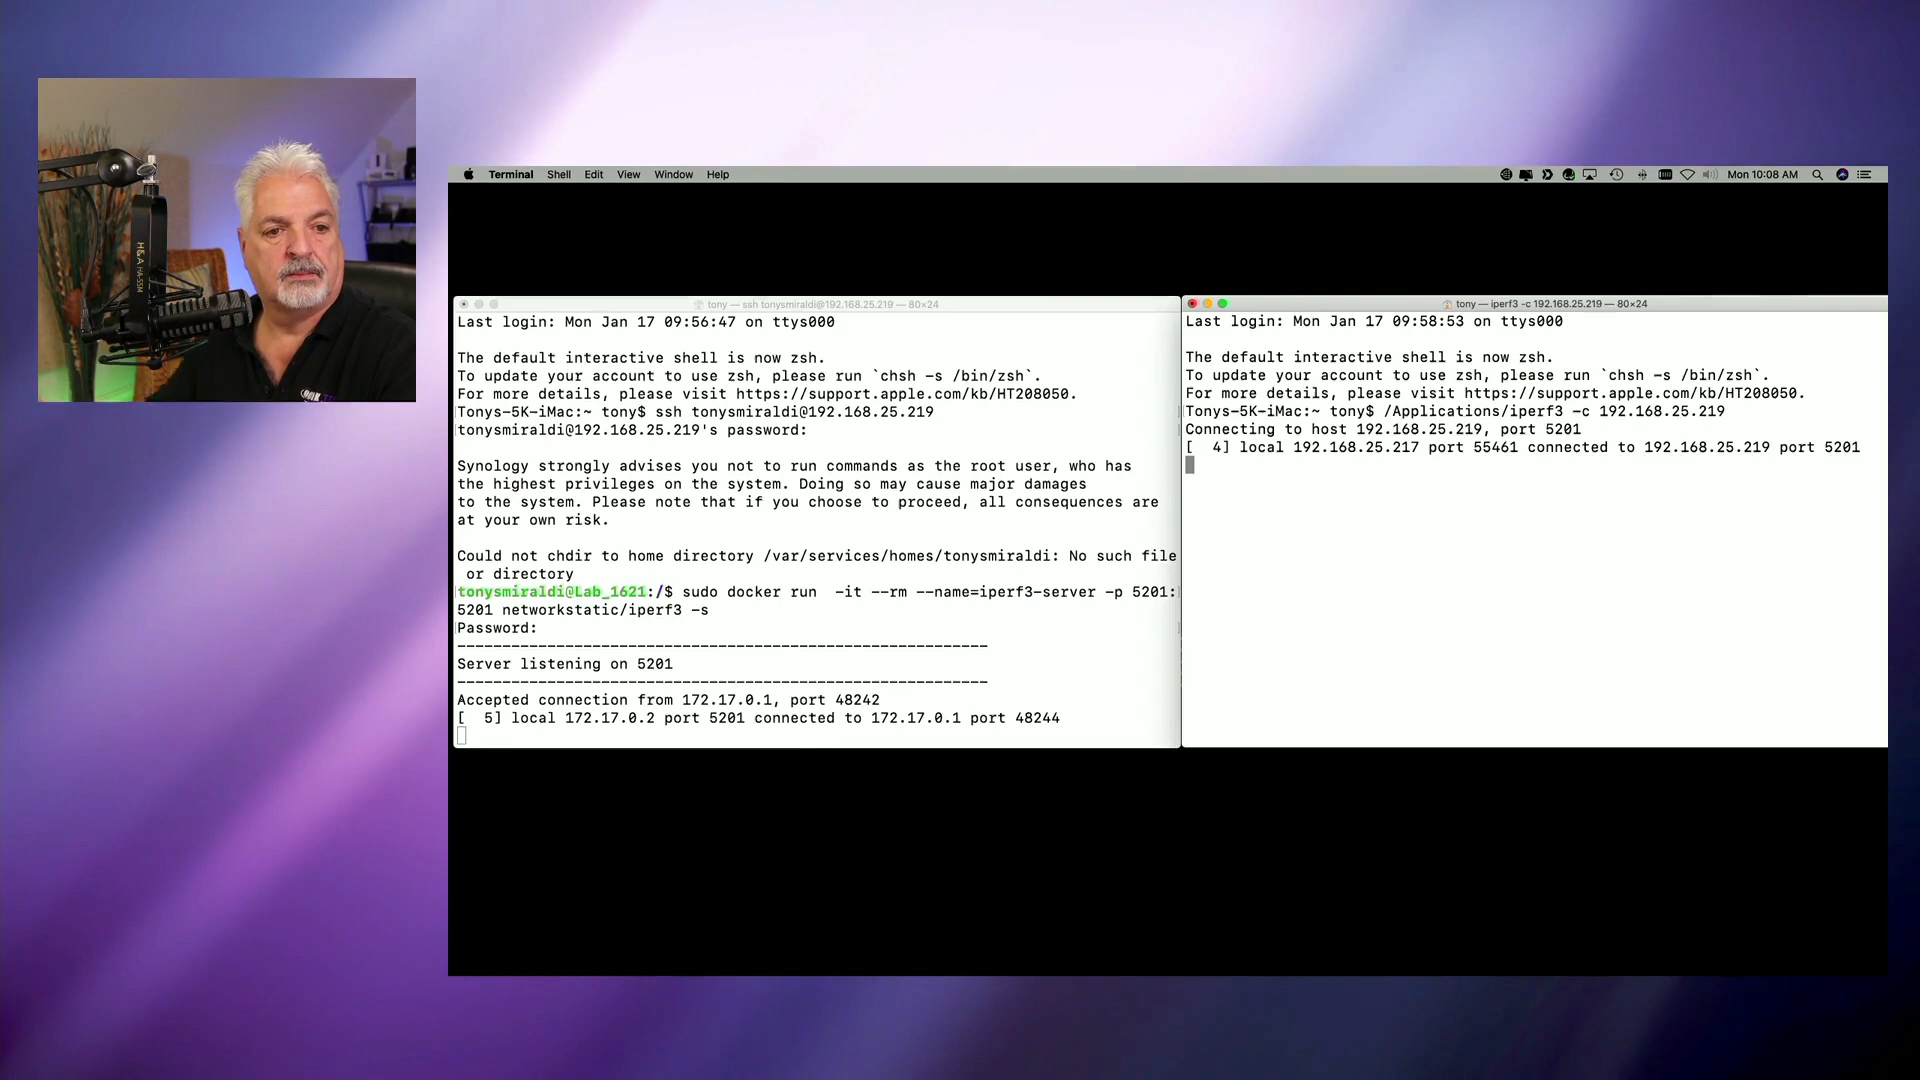 H&A HA-SSM
Terminal Shell Edit View Window Help
Mon 10:08 AM
tony — ssh tonysmiraldi@192.168.25.219 — 80×24
Last login: Mon Jan 17 09:56:47 on ttys000
The default interactive shell is now zsh.
To update your account to use zsh, please run `chsh -s /bin/zsh`.
For more details, please visit https://support.apple.com/kb/HT208050.
Tonys-5K-iMac:~ tony$ ssh tonysmiraldi@192.168.25.219
tonysmiraldi@192.168.25.219's password:
Synology strongly advises you not to run commands as the root user, who has
the highest privileges on the system. Doing so may cause major damages
to the system. Please note that if you choose to proceed, all consequences are
at your own risk.
Could not chdir to home directory /var/services/homes/tonysmiraldi: No such file
or directory
tonysmiraldi@Lab_1621:/$ sudo docker run  -it --rm --name=iperf3-server -p 5201:
5201 networkstatic/iperf3 -s
Password:
-----------------------------------------------------------
Server listening on 5201
-----------------------------------------------------------
Accepted connection from 172.17.0.1, port 48242
[  5] local 172.17.0.2 port 5201 connected to 172.17.0.1 port 48244
tony — iperf3 -c 192.168.25.219 — 80×24
Last login: Mon Jan 17 09:58:53 on ttys000
The default interactive shell is now zsh.
To update your account to use zsh, please run `chsh -s /bin/zsh`.
For more details, please visit https://support.apple.com/kb/HT208050.
Tonys-5K-iMac:~ tony$ /Applications/iperf3 -c 192.168.25.219
Connecting to host 192.168.25.219, port 5201
[  4] local 192.168.25.217 port 55461 connected to 192.168.25.219 port 5201